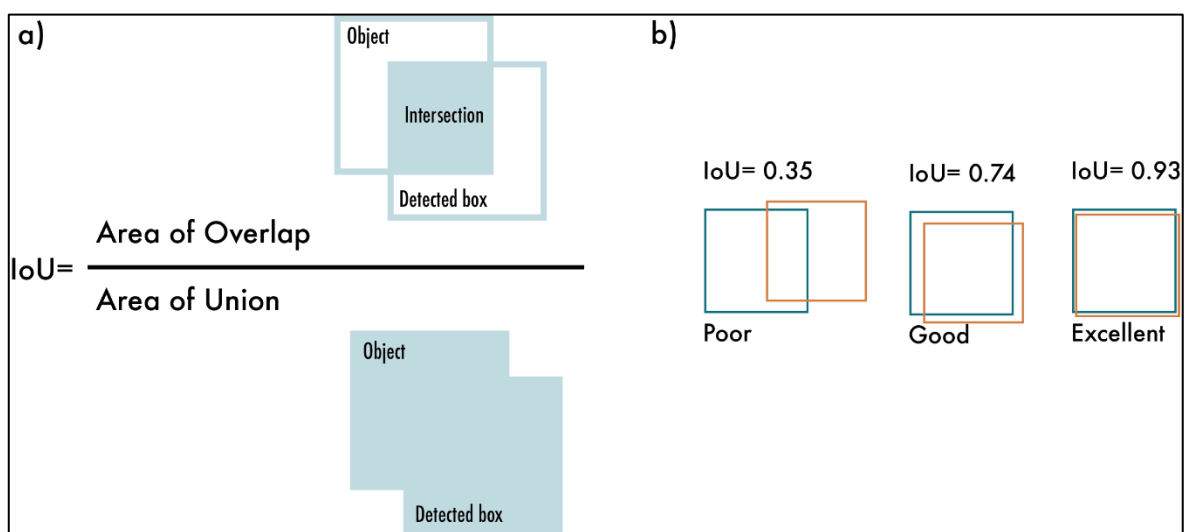 a)
Object
Intersection
Detected box
Area of Overlap
IoU=
Area of Union
Object
Detected box
b)
IoU= 0.35
IoU= 0.74
IoU= 0.93
Poor
Good
Excellent